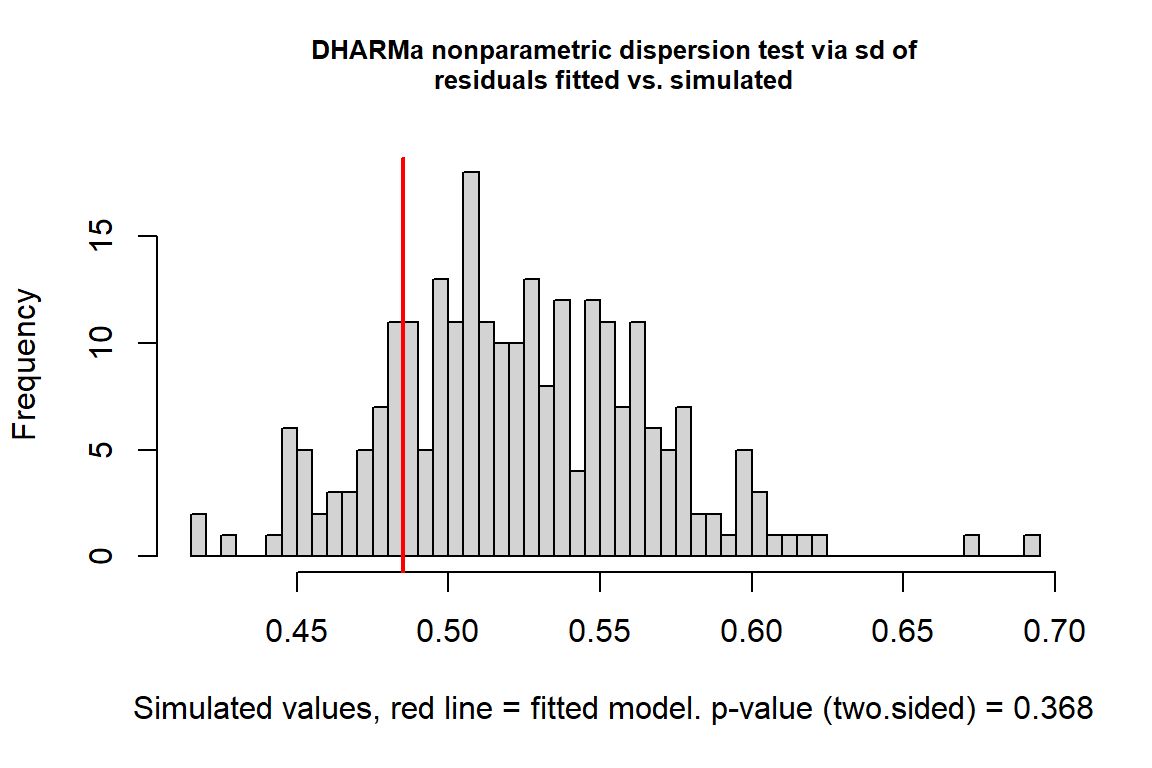 DHARMa nonparametric dispersion test via sd of
residuals fitted vs. simulated
Frequency
15
10
5
0
0.45 0.50 0.55 0.60 0.65 0.70
Simulated values, red line = fitted model. p-value (two.sided) = 0.368